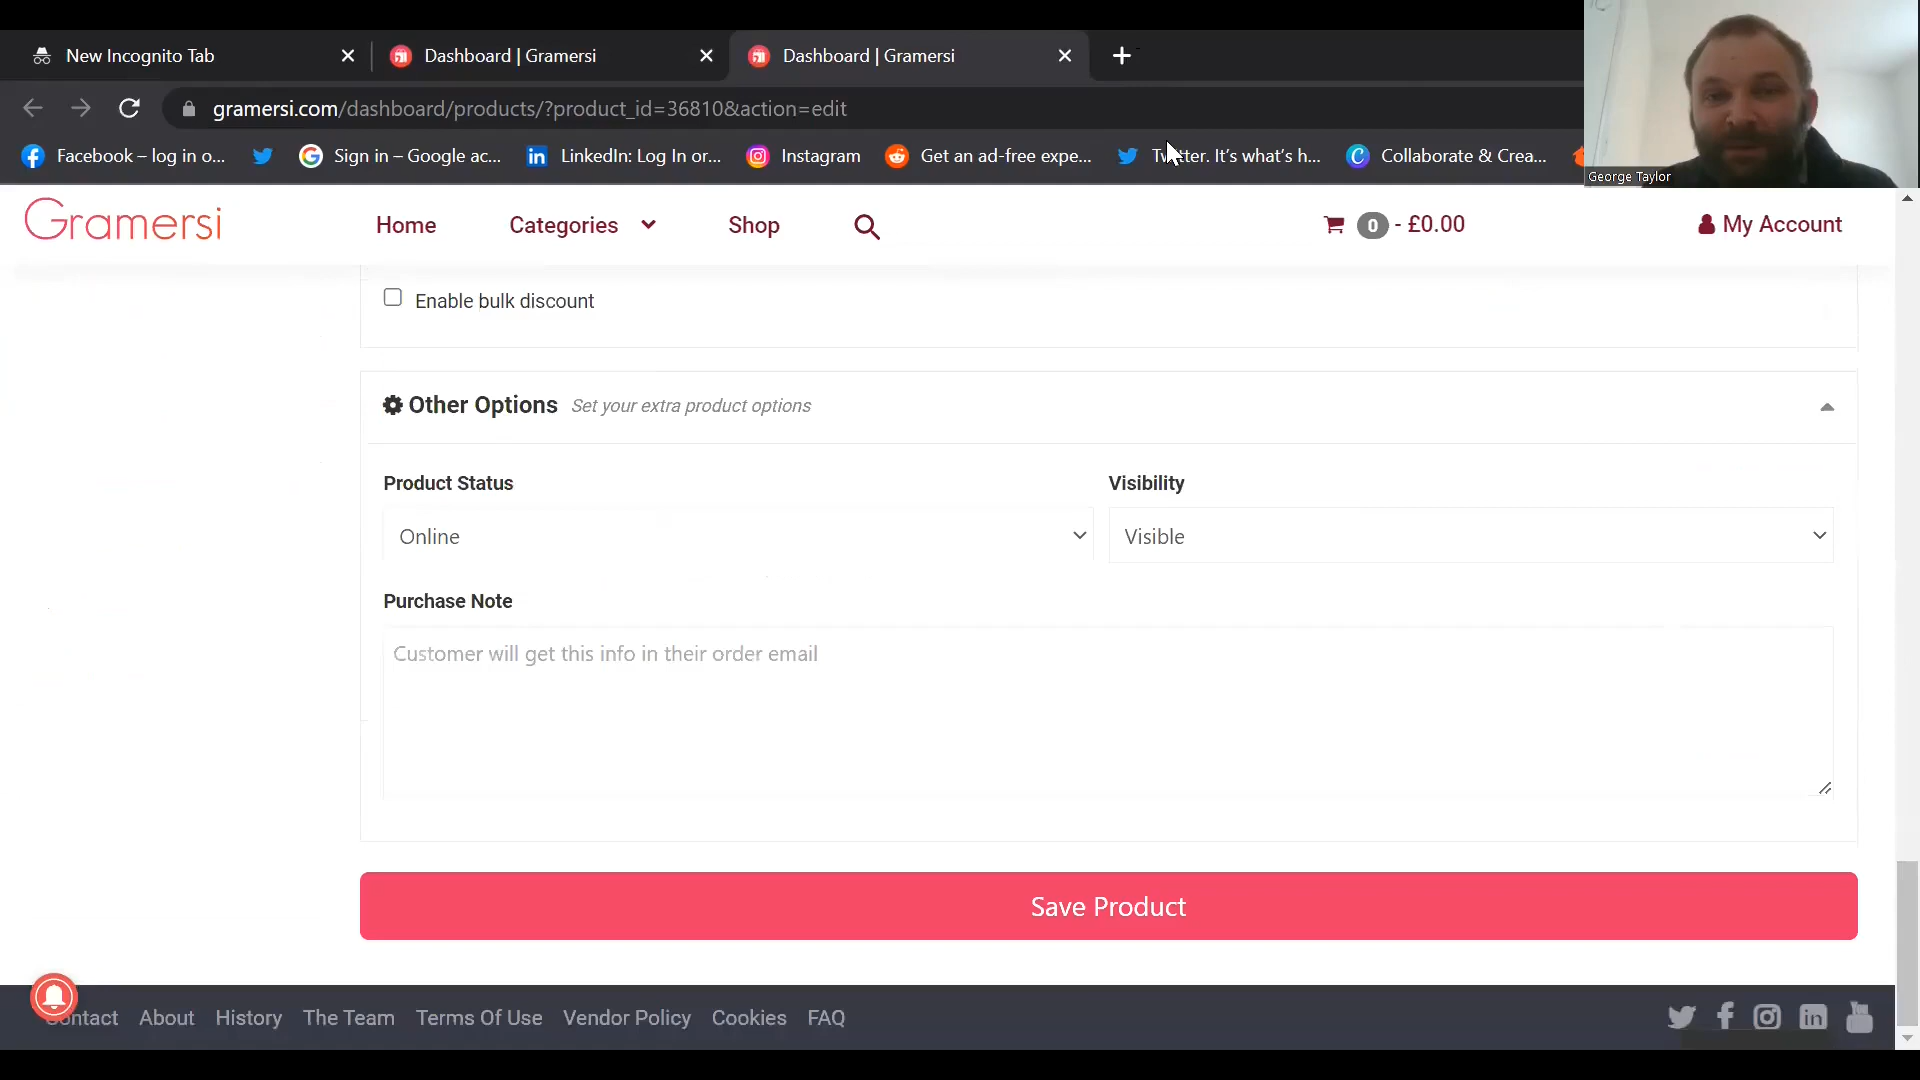 New Incognito Tab
Dashboard | Gramersi
Dashboard | Gramersi
gramersi.com/dashboard/products/?product_id=36810&action=edit
Facebook – log in o...
Sign in – Google ac...
LinkedIn: Log In or...
Instagram
Get an ad-free expe...
Twitter. It's what's h...
Collaborate & Crea...
George Taylor
Gramersi
Home
Categories
Shop
0 - £0.00
My Account
Enable bulk discount
Other Options Set your extra product options
Product Status
Visibility
Online
Visible
Purchase Note
Customer will get this info in their order email
Save Product
Contact About History The Team Terms Of Use Vendor Policy Cookies FAQ